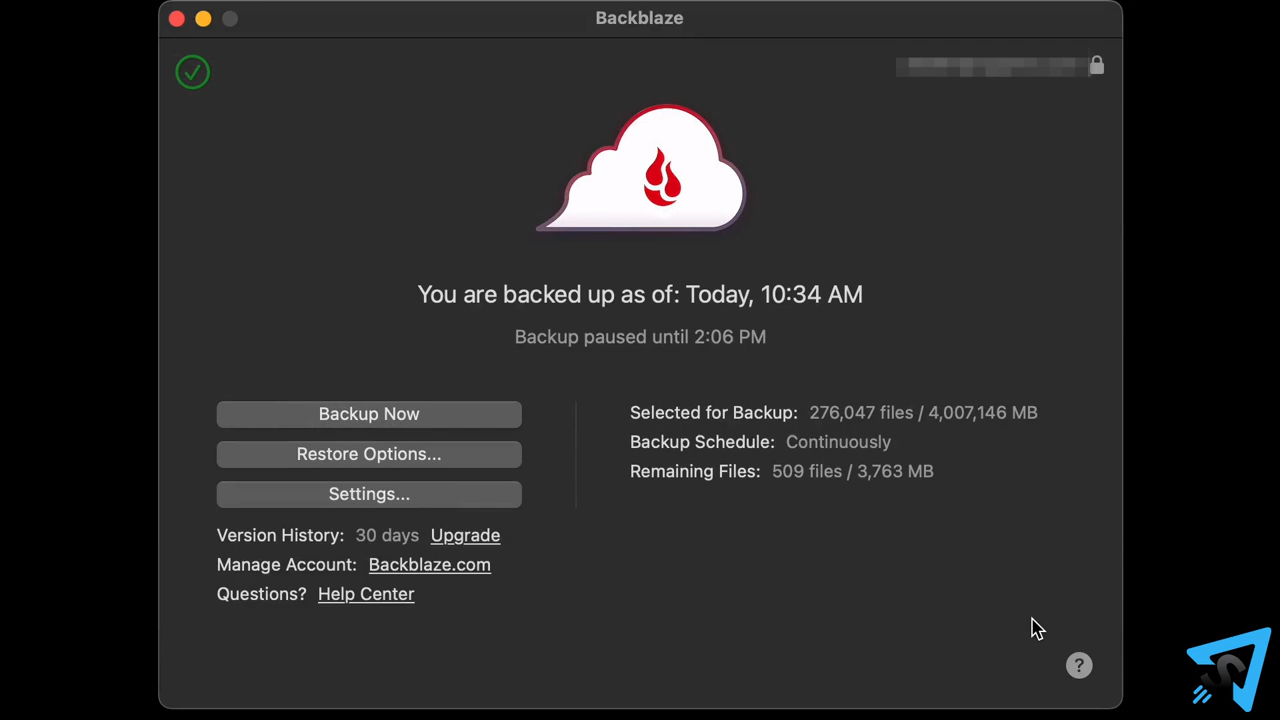 Backblaze
You are backed up as of: Today, 10:34 AM
Backup paused until 2:06 PM
Backup Now
Restore Options...
Settings...
Selected for Backup: 276,047 files / 4,007,146 MB
Backup Schedule: Continuously
Remaining Files: 509 files / 3,763 MB
Version History: 30 days Upgrade
Manage Account: Backblaze.com
Questions? Help Center
?
S